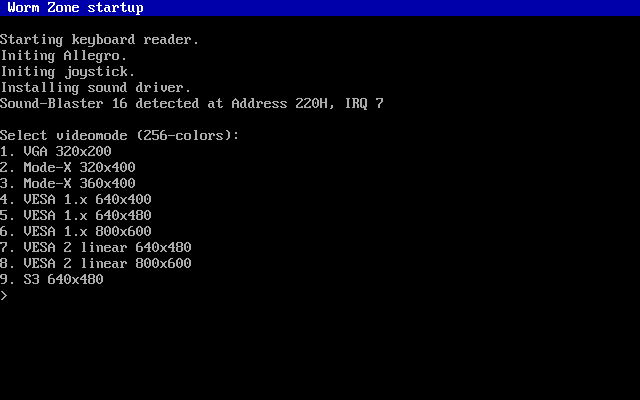 Worm Zone startup
Starting keyboard reader.
Initing Allegro.
Initing joystick.
Installing sound driver.
Sound-Blaster 16 detected at Address 220H, IRQ 7
Select videomode (256-colors):
1. VGA 320x200
2. Mode-X 320x400
3. Mode-X 360x400
4. VESA 1.x 640x400
5. VESA 1.x 640x480
6. VESA 1.x 800x600
7. VESA 2 linear 640x480
8. VESA 2 linear 800x600
9. S3 640x480
>